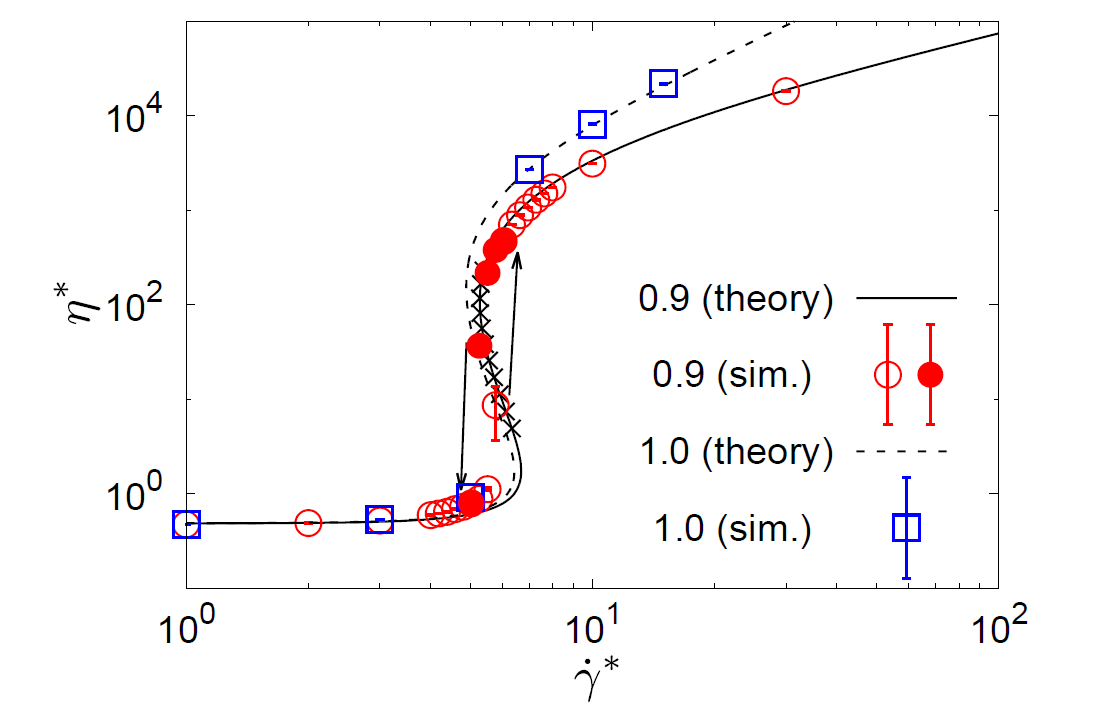 10^4
10^2
10^0
η*
0.9 (theory)
0.9 (sim.)
1.0 (theory)
1.0 (sim.)
10^0 10^1 10^2
γ̇*